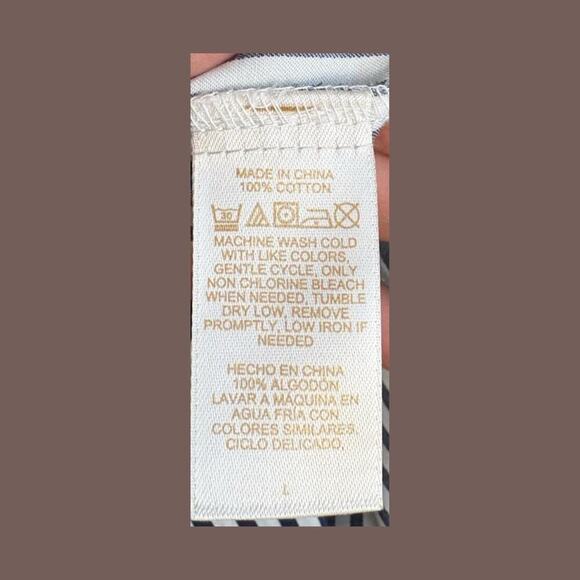 MADE IN CHINA
100% COTTON
30
MACHINE WASH COLD
WITH LIKE COLORS,
GENTLE CYCLE, ONLY
NON CHLORINE BLEACH
WHEN NEEDED, TUMBLE
DRY LOW, REMOVE
PROMPTLY, LOW IRON IF
NEEDED
HECHO EN CHINA
100% ALGODÓN
LAVAR A MÁQUINA EN
AGUA FRÍA CON
COLORES SIMILARES,
CICLO DELICADO,
L